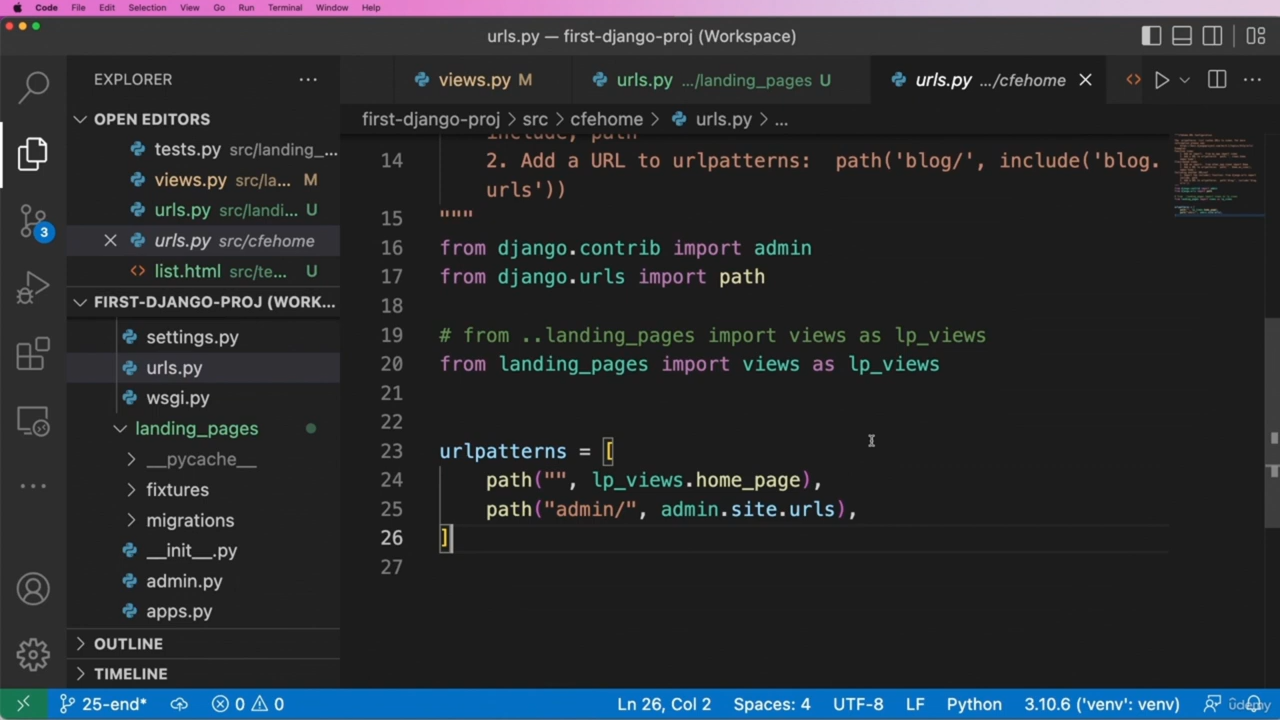 Code File Edit Selection View Go Run Terminal Window Help
urls.py — first-django-proj (Workspace)
EXPLORER
views.py M
urls.py .../landing_pages U
urls.py .../cfehome
OPEN EDITORS
first-django-proj > src > cfehome > urls.py > ...
tests.py src/landing_...
views.py src/la... M
urls.py src/landi... U
urls.py src/cfehome
list.html src/te... U
FIRST-DJANGO-PROJ (WORK...
settings.py
urls.py
wsgi.py
landing_pages
__pycache__
fixtures
migrations
__init__.py
admin.py
apps.py
OUTLINE
TIMELINE
include, path
14 2. Add a URL to urlpatterns:  path('blog/', include('blog.
urls'))
15 """
16 from django.contrib import admin
17 from django.urls import path
18
19 # from ..landing_pages import views as lp_views
20 from landing_pages import views as lp_views
21
22
23 urlpatterns = [
24     path("", lp_views.home_page),
25     path("admin/", admin.site.urls),
26 ]
27
3
25-end* 0 0 Ln 26, Col 2 Spaces: 4 UTF-8 LF Python 3.10.6 ('venv': venv)
udemy